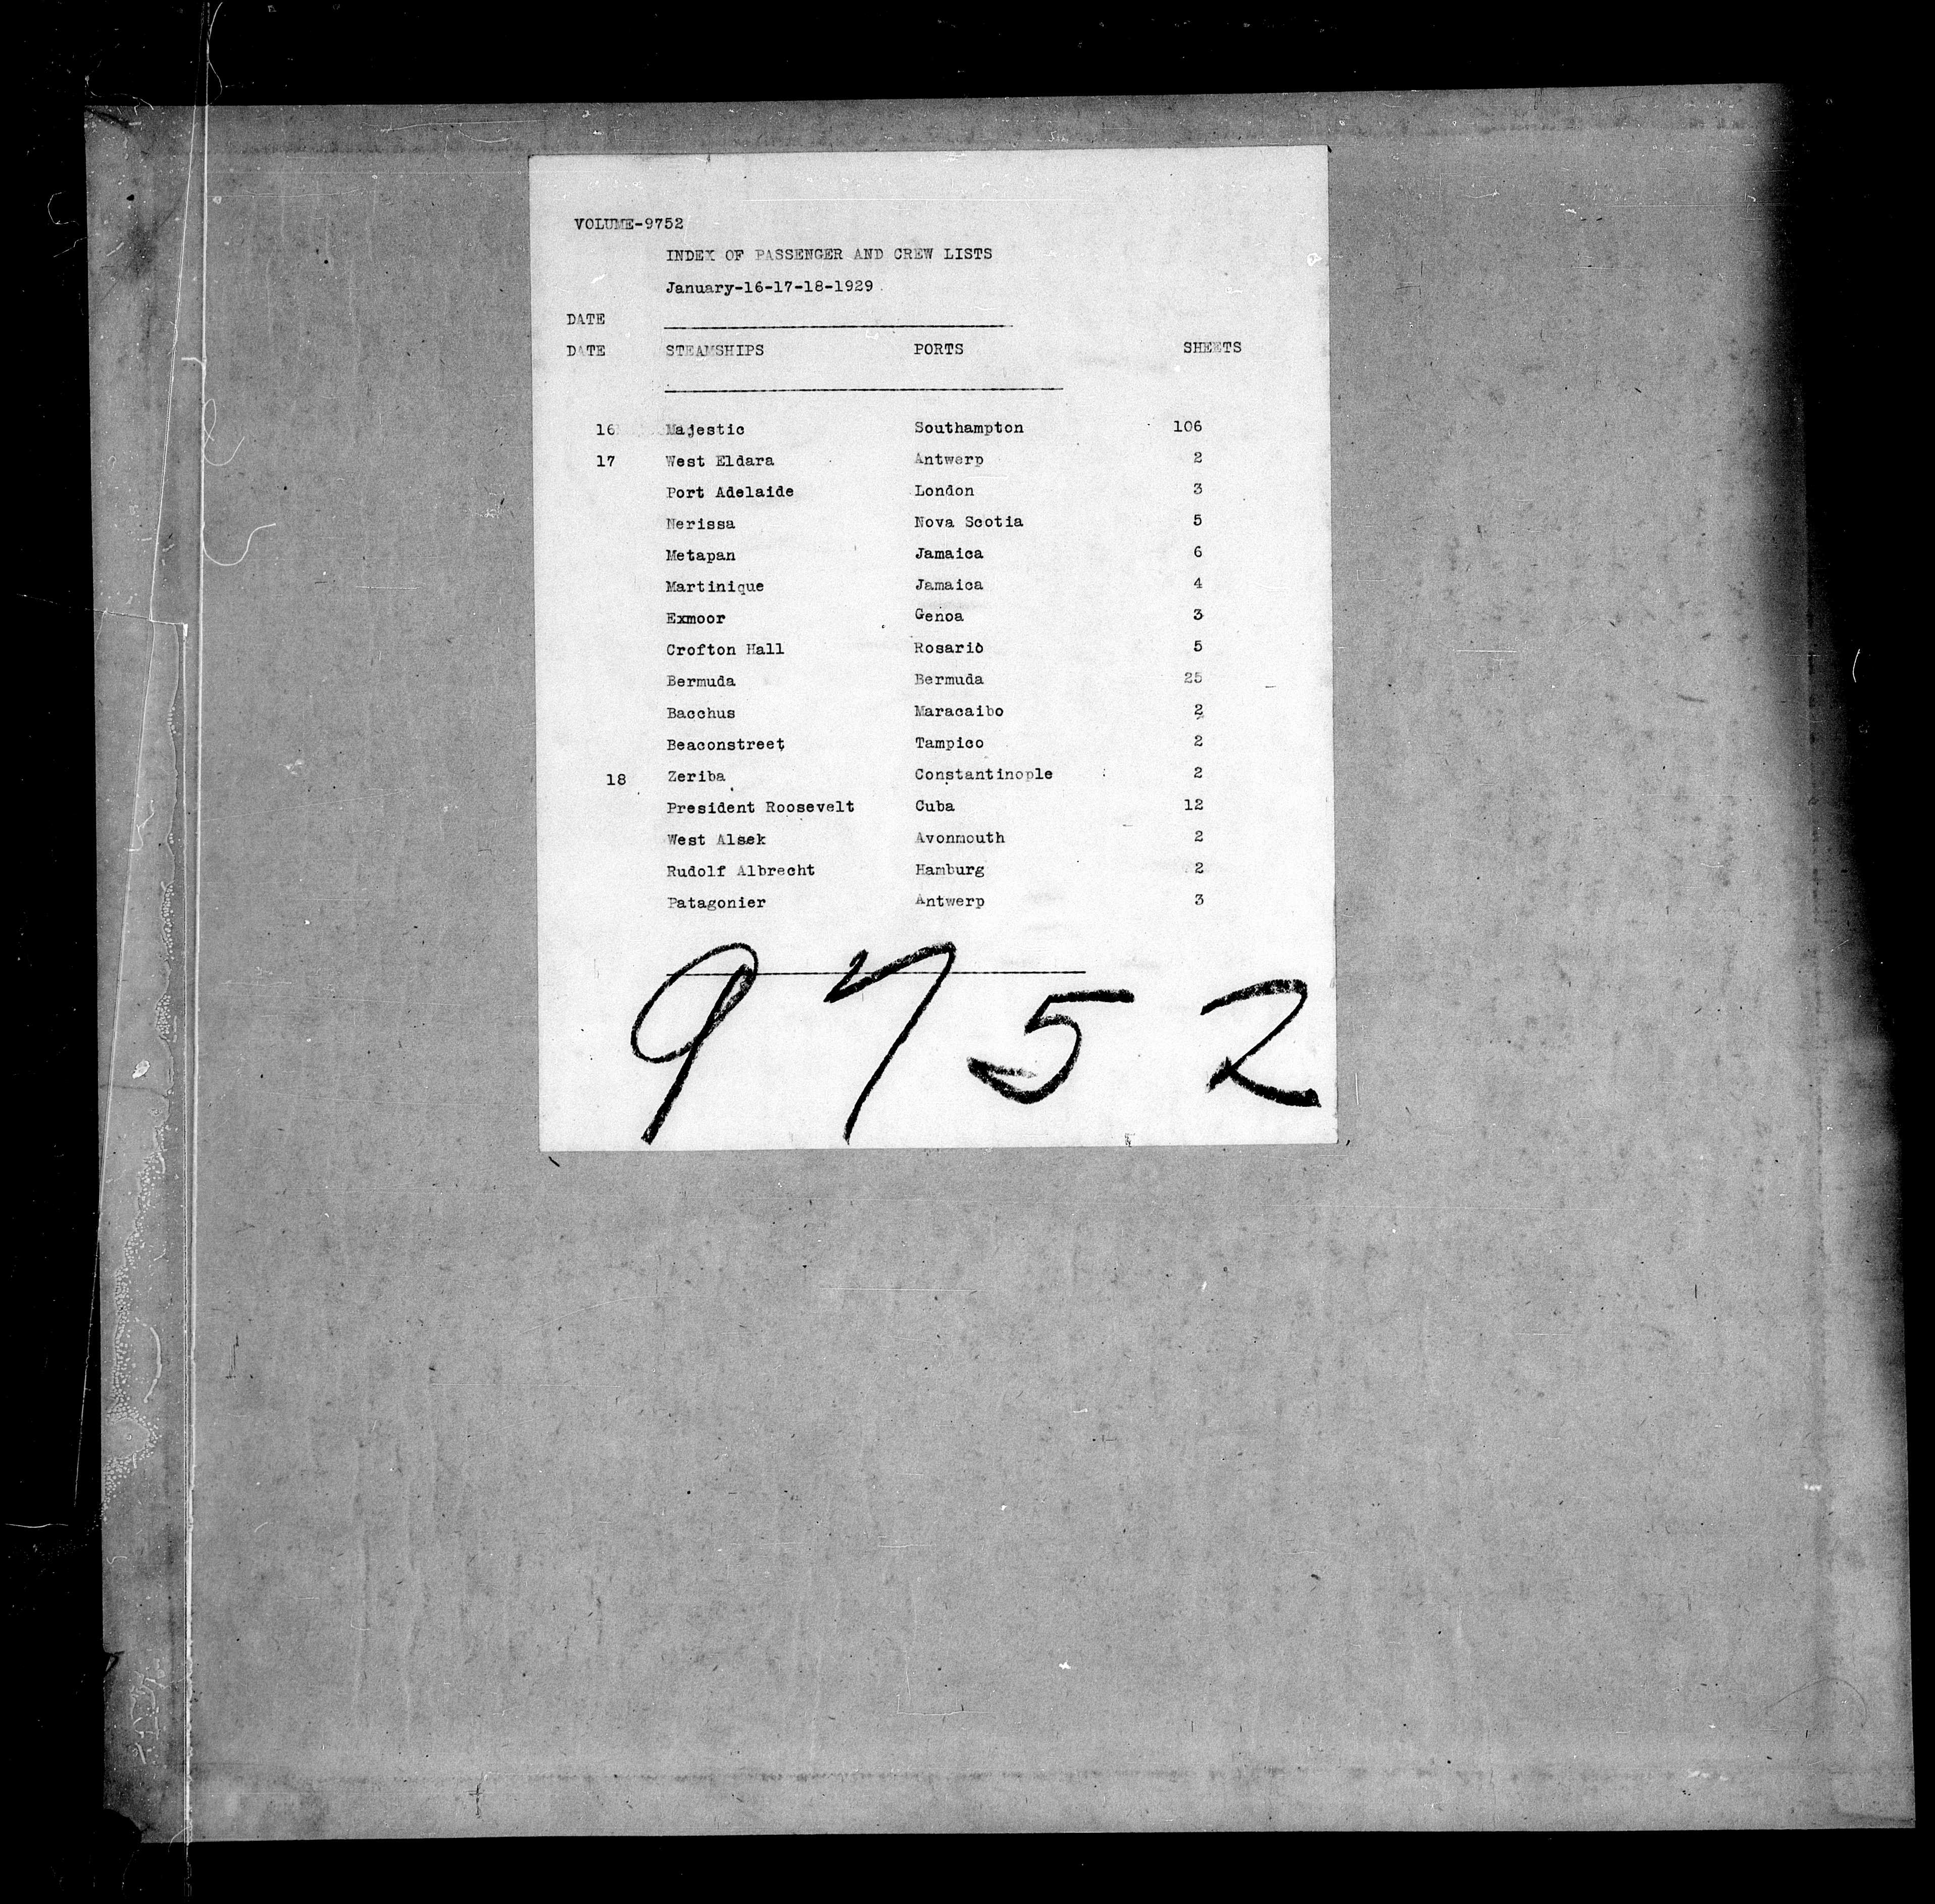 VOLUME-9752
INDEX OF PASSENGER AND CREW LISTS
January-16-17-18-1929
DATE
DATE STEAMSHIPS PORTS SHEETS
16 Majestic Southampton 106
17 West Eldara Antwerp 2
Port Adelaide London 3
Nerissa Nova Scotia 5
Metapan Jamaica 6
Martinique Jamaica 4
Exmoor Genoa 3
Crofton Hall Rosario 5
Bermuda Bermuda 25
Bacchus Maracaibo 2
Beaconstreet Tampico 2
18 Zeriba Constantinople 2
President Roosevelt Cuba 12
West Alsek Avonmouth 2
Rudolf Albrecht Hamburg 2
Patagonier Antwerp 3
9752